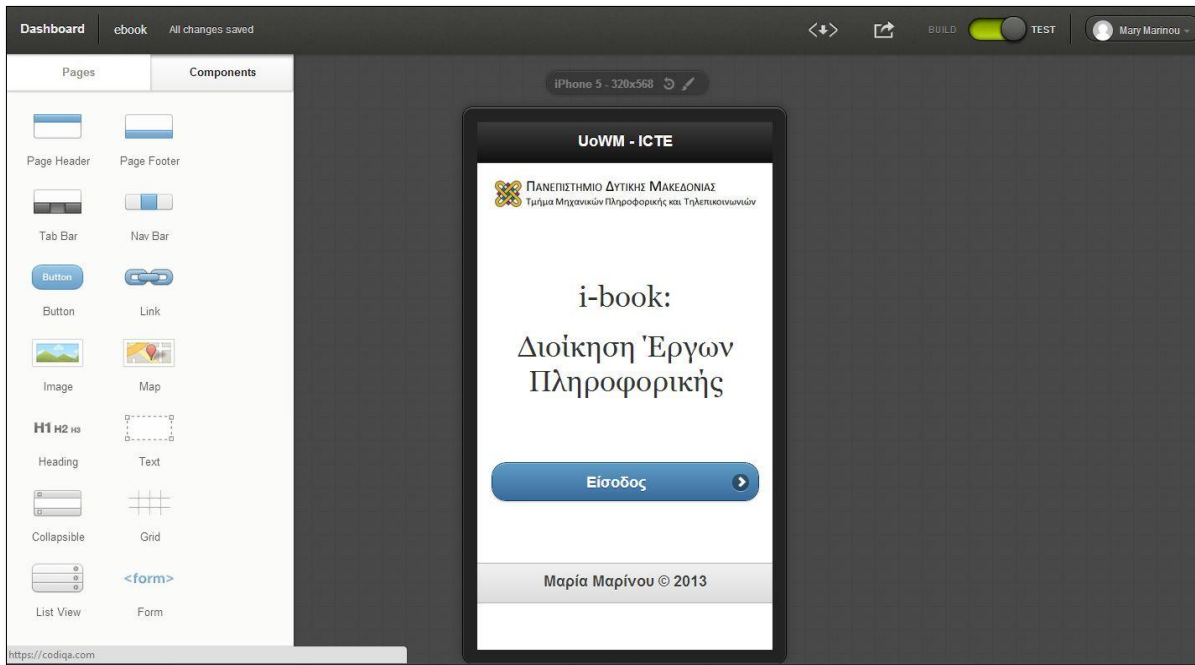 Dashboard ebook All changes saved BUILD TEST Mary Marinou
Pages Components
iPhone 5 - 320x568
Page Header Page Footer
Tab Bar Nav Bar
Button
Button Link
Image Map
H1 H2 H3
Heading Text
Collapsible Grid
<form>
List View Form
https://codiqa.com
UoWM - ICTE
ΠΑΝΕΠΙΣΤΗΜΙΟ ΔΥΤΙΚΗΣ ΜΑΚΕΔΟΝΙΑΣ
Τμήμα Μηχανικών Πληροφορικής και Τηλεπικοινωνιών
i-book:
Διοίκηση Έργων
Πληροφορικής
Είσοδος
Μαρία Μαρίνου © 2013